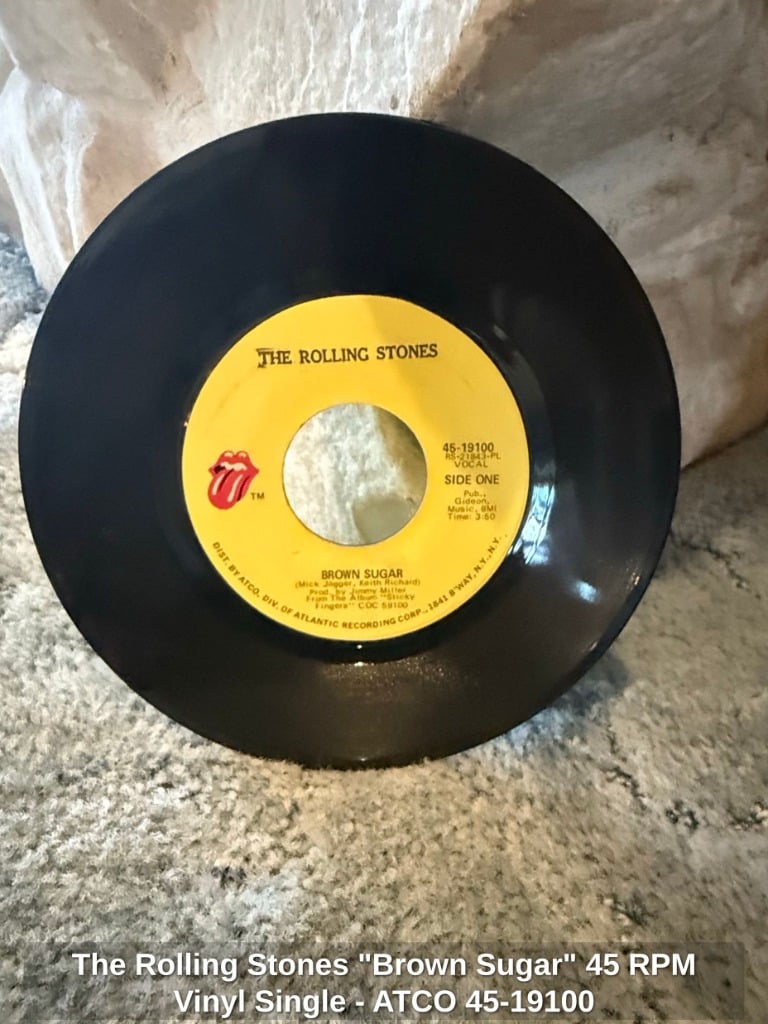 THE ROLLING STONES
45-19100
RS-21843-PL
VOCAL
SIDE ONE
Pub.,
Gideon,
Music, BMI
Time: 3:50
TM
BROWN SUGAR
(Mick Jagger, Keith Richard)
Prod. by Jimmy Miller
From The Album "Sticky
Fingers" COC 59100
DIST. BY ATCO. DIV. OF ATLANTIC RECORDING CORP., 1841 B'WAY, N.Y., N.Y.
The Rolling Stones "Brown Sugar" 45 RPM
Vinyl Single - ATCO 45-19100